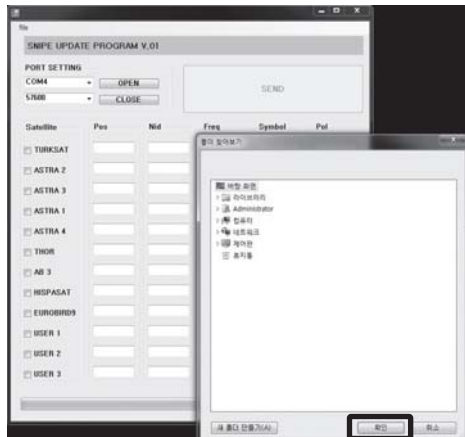 file
SNIPE UPDATE PROGRAM V.01
PORT SETTING
COM4
OPEN
57600
CLOSE
SEND
Satellite Pos Nid Freq Symbol Pol
TURKSAT
ASTRA 2
ASTRA 3
ASTRA 1
ASTRA 4
THOR
AB 3
HISPASAT
EUROBIRD9
USER 1
USER 2
USER 3
폴더 찾아보기
바탕 화면
라이브러리
Administrator
컴퓨터
네트워크
제어판
휴지통
새 폴더 만들기(A)
확인
취소